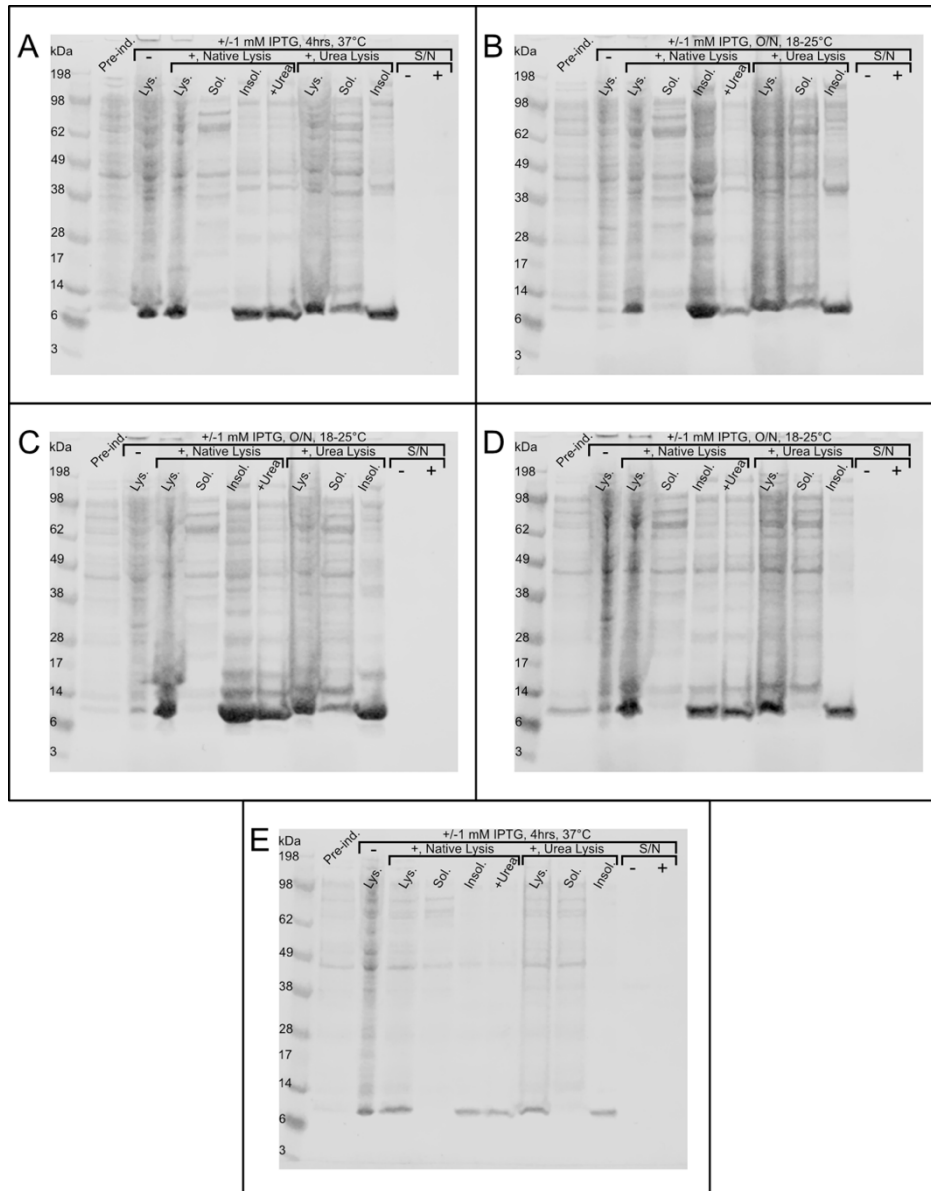 A
+/-1 mM IPTG, 4hrs, 37°C
kDa
Pre-ind.
-
+, Native Lysis
+, Urea Lysis
S/N
Lys.
Lys.
Sol.
Insol.
+Urea
Lys.
Sol.
Insol.
-
+
198
98
62
49
38
28
17
14
6
3
B
+/-1 mM IPTG, O/N, 18-25°C
kDa
Pre-ind.
-
+, Native Lysis
+, Urea Lysis
S/N
Lys.
Lys.
Sol.
Insol.
+Urea
Lys.
Sol.
Insol.
-
+
198
98
62
49
38
28
17
14
6
3
C
+/-1 mM IPTG, O/N, 18-25°C
kDa
Pre-ind.
-
+, Native Lysis
+, Urea Lysis
S/N
Lys.
Lys.
Sol.
Insol.
+Urea
Lys.
Sol.
Insol.
-
+
198
98
62
49
38
28
17
14
6
3
D
+/-1 mM IPTG, O/N, 18-25°C
kDa
Pre-ind.
-
+, Native Lysis
+, Urea Lysis
S/N
Lys.
Lys.
Sol.
Insol.
+Urea
Lys.
Sol.
Insol.
-
+
198
98
62
49
38
28
17
14
6
3
E
+/-1 mM IPTG, 4hrs, 37°C
kDa
Pre-ind.
-
+, Native Lysis
+, Urea Lysis
S/N
Lys.
Lys.
Sol.
Insol.
+Urea
Lys.
Sol.
Insol.
-
+
198
98
62
49
38
28
17
14
6
3